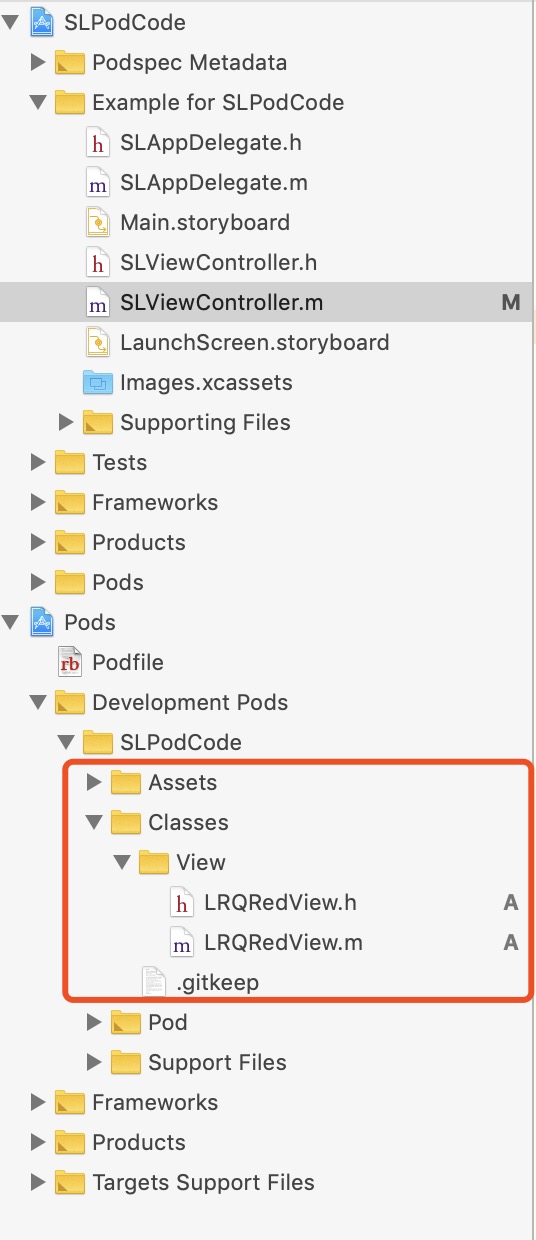 SLPodCode
Podspec Metadata
Example for SLPodCode
h SLAppDelegate.h
m SLAppDelegate.m
Main.storyboard
h SLViewController.h
m SLViewController.m M
LaunchScreen.storyboard
Images.xcassets
Supporting Files
Tests
Frameworks
Products
Pods
Pods
rb Podfile
Development Pods
SLPodCode
Assets
Classes
View
h LRQRedView.h A
m LRQRedView.m A
.gitkeep
Pod
Support Files
Frameworks
Products
Targets Support Files